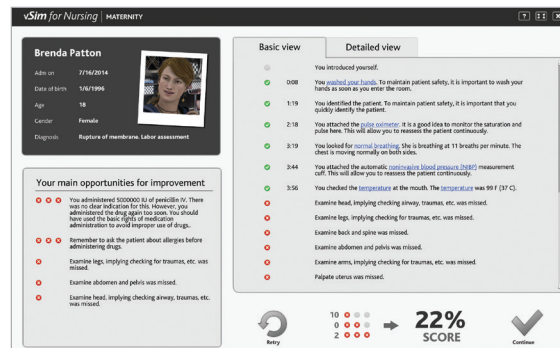 vSim for Nursing | MATERNITY
?
Brenda Patton
Adm on 7/16/2014
Date of birth 1/6/1996
Age 18
Gender Female
Diagnosis Rupture of membrane. Labor assessment
Your main opportunities for improvement
You administered 5000000 IU of penicillin IV. There
was no clear indication for this. However, you
administered the drug again too soon. You should
have used the basic rights of medication
administration to avoid improper use of drugs..
Remember to ask the patient about allergies before
administering drugs.
Examine legs, implying checking for traumas, etc. was
missed.
Examine abdomen and pelvis was missed.
Examine head, implying checking airway, traumas, etc.
was missed.
Basic view
Detailed view
You introduced yourself.
0:08 You washed your hands. To maintain patient safety, it is important to wash your
hands as soon as you enter the room.
1:19 You identified the patient. To maintain patient safety, it is important that you
quickly identify the patient.
2:18 You attached the pulse oximeter. It is a good idea to monitor the saturation and
pulse here. This will allow you to reassess the patient continuously.
3:19 You looked for normal breathing. She is breathing at 11 breaths per minute. The
chest is moving normally on both sides.
3:44 You attached the automatic noninvasive blood pressure (NIBP) measurement
cuff. This will allow you to reassess the patient continuously.
3:56 You checked the temperature at the mouth. The temperature was 99 F (37 C).
Examine head, implying checking airway, traumas, etc. was missed.
Examine legs, implying checking for traumas, etc. was missed.
Examine back and spine was missed.
Examine abdomen and pelvis was missed.
Examine arms, implying checking for traumas, etc. was missed.
Palpate uterus was missed.
Retry
10
0
2
22%
SCORE
Continue